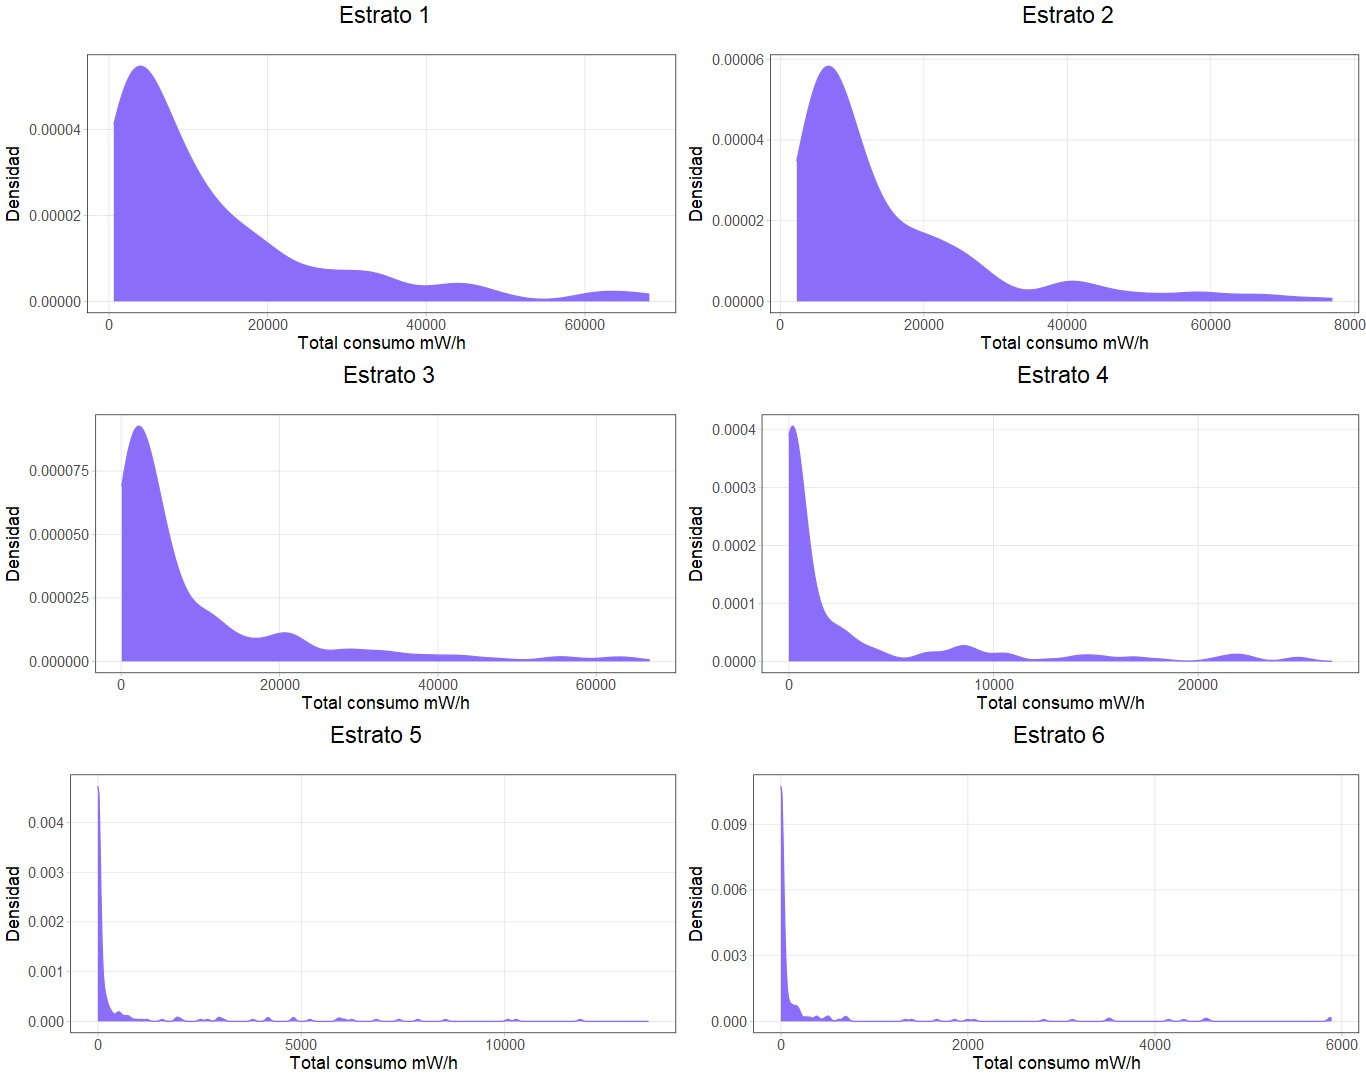 Estrato 1
Densidad
0.00004
0.00002
0.00000
0 20000 40000 60000
Total consumo mW/h
Estrato 2
Densidad
0.00006
0.00004
0.00002
0.00000
0 20000 40000 60000 8000
Total consumo mW/h
Estrato 3
Densidad
0.000075
0.000050
0.000025
0.000000
0 20000 40000 60000
Total consumo mW/h
Estrato 4
Densidad
0.0004
0.0003
0.0002
0.0001
0.0000
0 10000 20000
Total consumo mW/h
Estrato 5
Densidad
0.004
0.003
0.002
0.001
0.000
0 5000 10000
Total consumo mW/h
Estrato 6
Densidad
0.009
0.006
0.003
0.000
0 2000 4000 6000
Total consumo mW/h